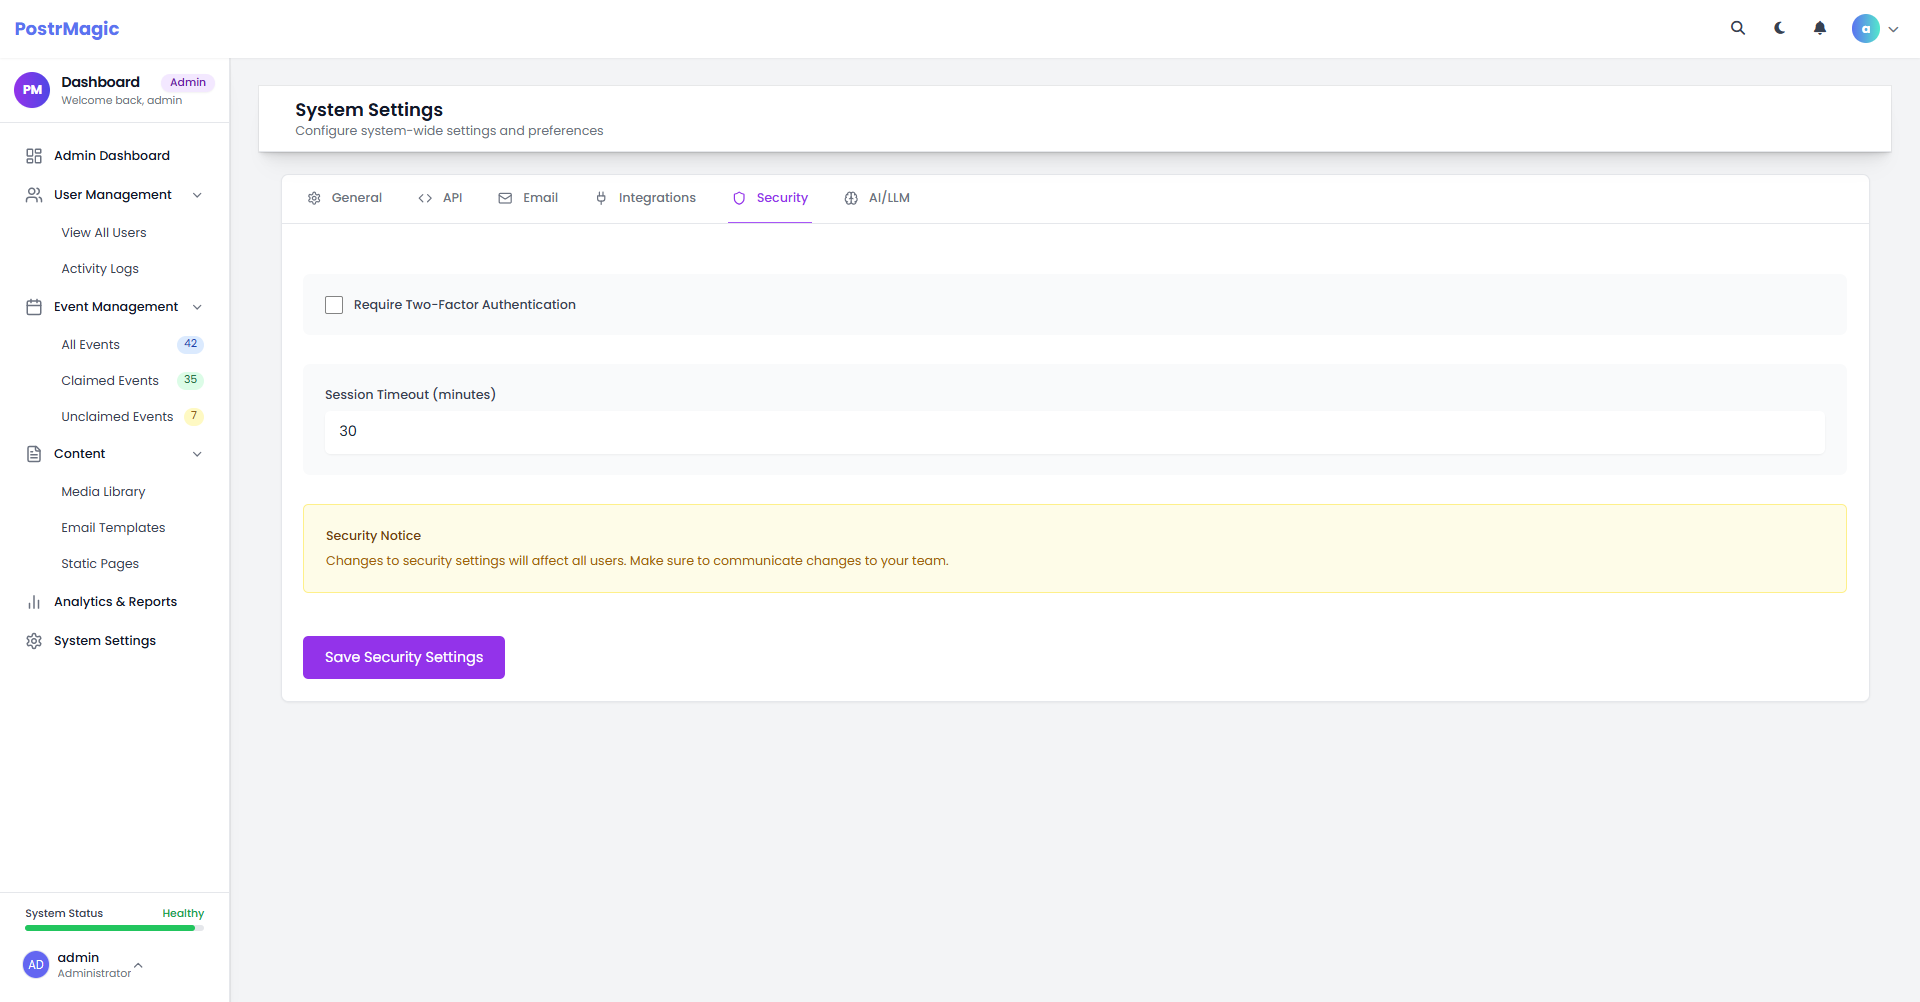 PostrMagic
a
PM
Dashboard
Admin
Welcome back, admin
Admin Dashboard
User Management
View All Users
Activity Logs
Event Management
All Events 42
Claimed Events 35
Unclaimed Events 7
Content
Media Library
Email Templates
Static Pages
Analytics & Reports
System Settings
System Status Healthy
AD
admin
Administrator
System Settings
Configure system-wide settings and preferences
General API Email Integrations Security AI/LLM
Require Two-Factor Authentication
Session Timeout (minutes)
30
Security Notice
Changes to security settings will affect all users. Make sure to communicate changes to your team.
Save Security Settings